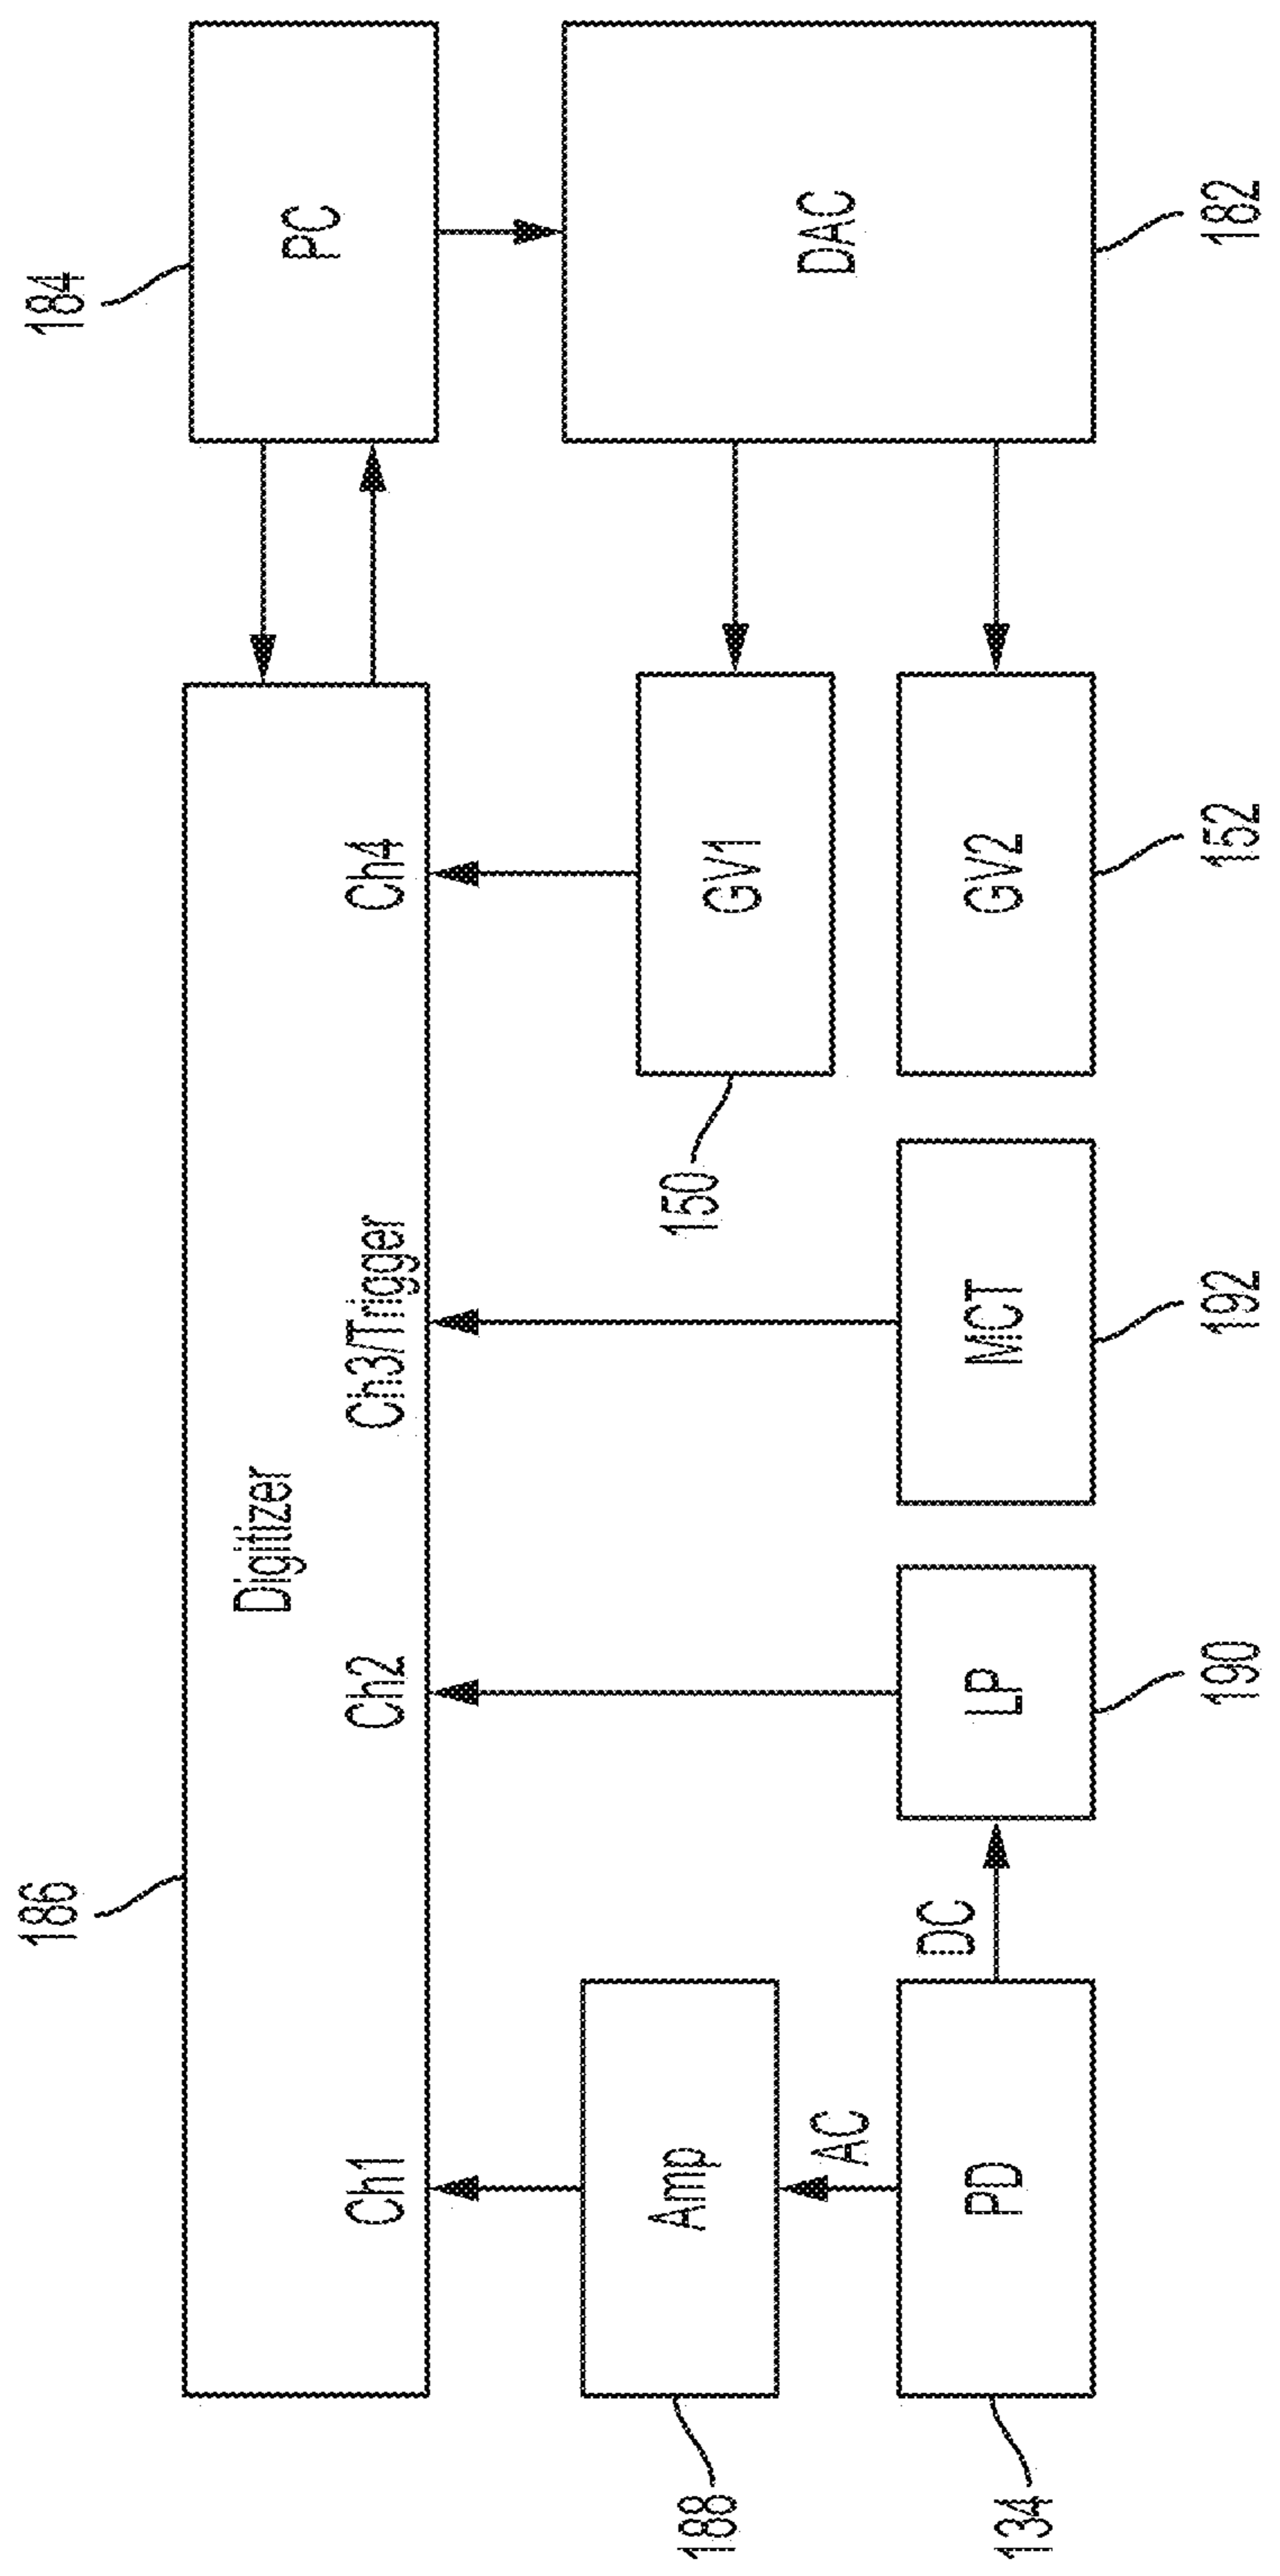 186
Digitizer
184
PC
Ch1
Ch2
Ch3/Trigger
Ch4
188
Amp
150
GV1
AC
DC
134
PD
LP
190
MCT
192
GV2
152
DAC
182